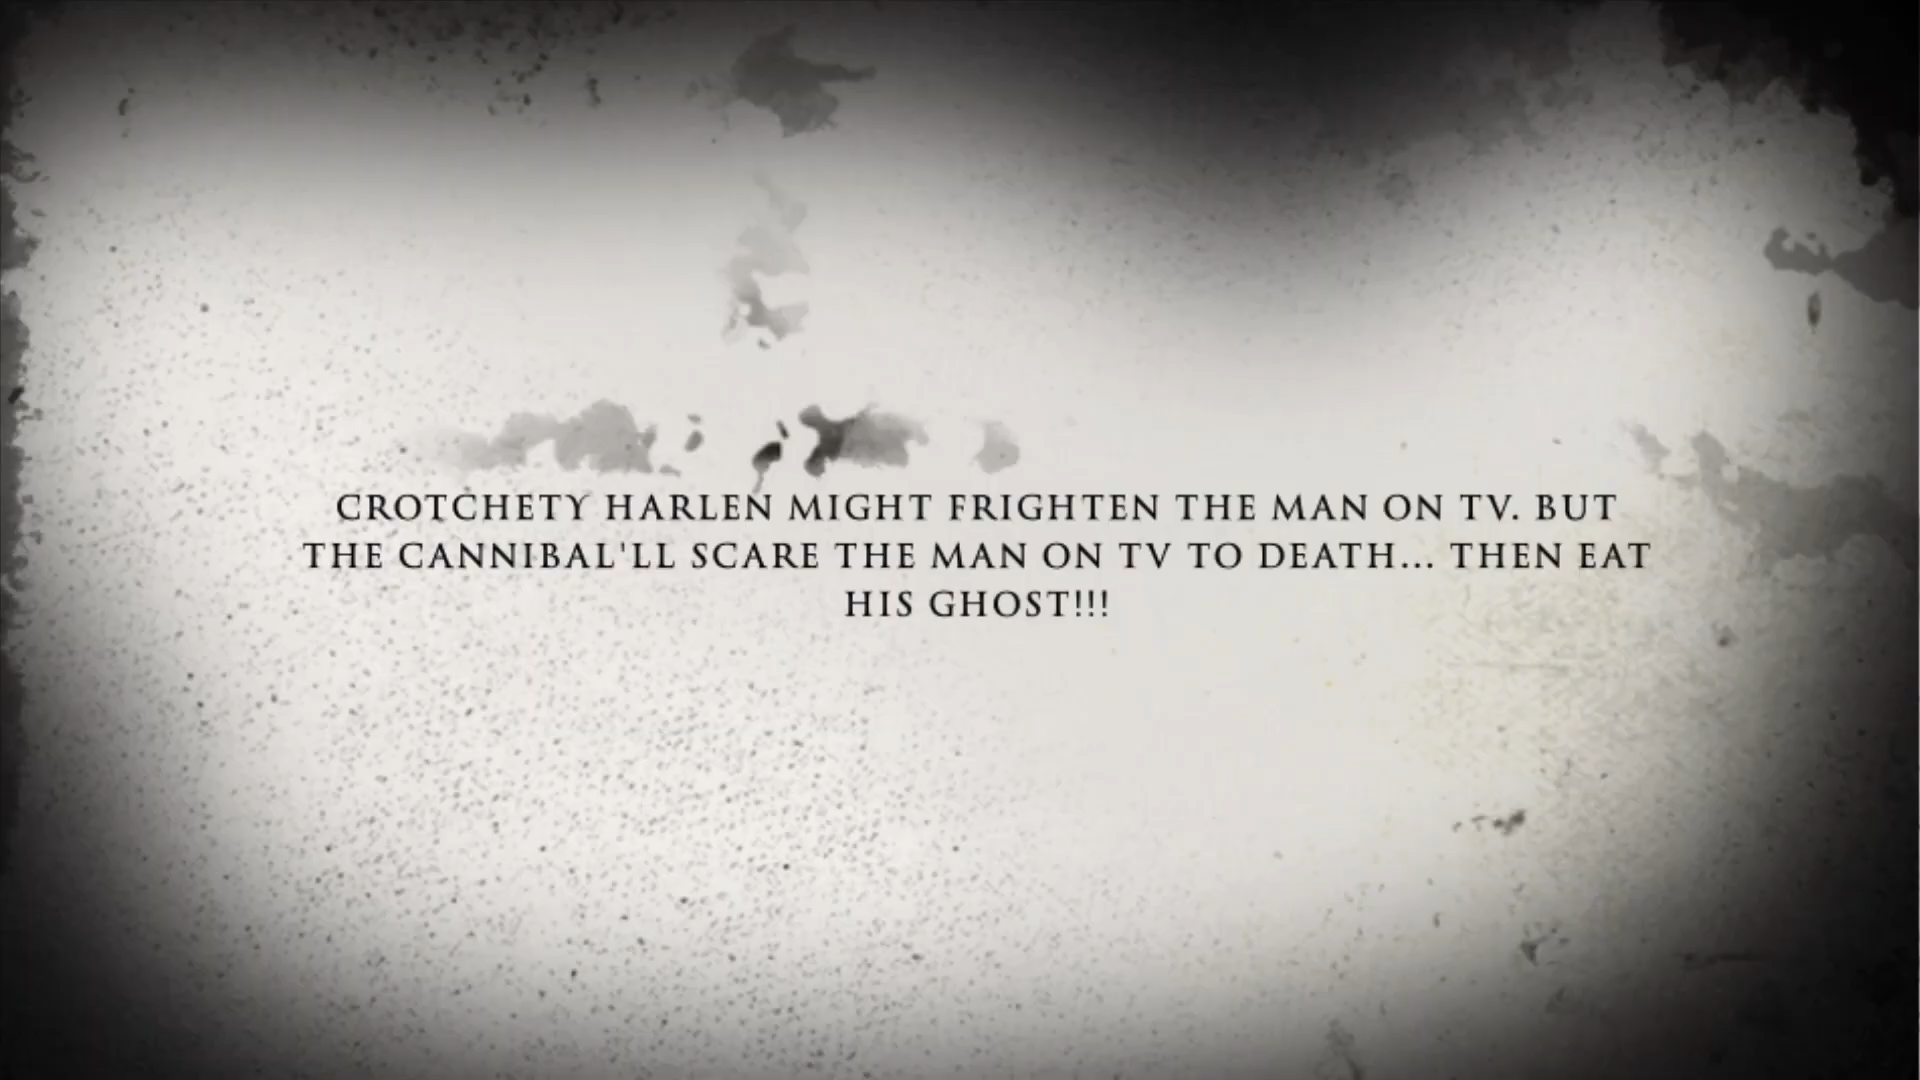 CROTCHETY HARLEN MIGHT FRIGHTEN THE MAN ON TV. BUT
THE CANNIBAL'LL SCARE THE MAN ON TV TO DEATH... THEN EAT
HIS GHOST!!!